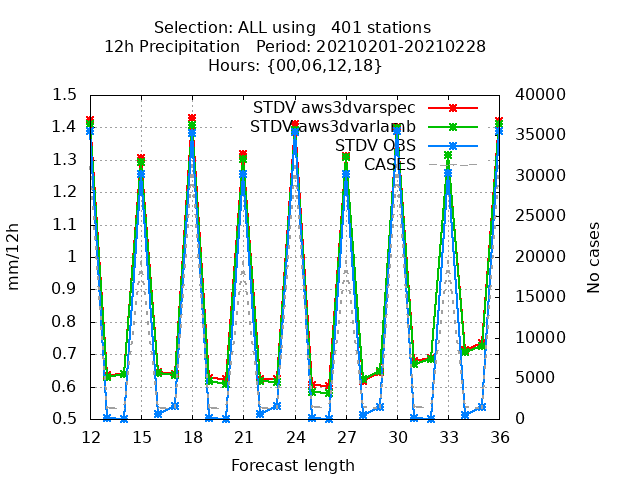 Selection: ALL using   401 stations
12h Precipitation   Period: 20210201-20210228
Hours: {00,06,12,18}
STDV aws3dvarspec
STDV aws3dvarlamb
STDV OBS
CASES
1.5
1.4
1.3
1.2
1.1
1
0.9
0.8
0.7
0.6
0.5
40000
35000
30000
25000
20000
15000
10000
5000
0
mm/12h
No cases
12 15 18 21 24 27 30 33 36
Forecast length